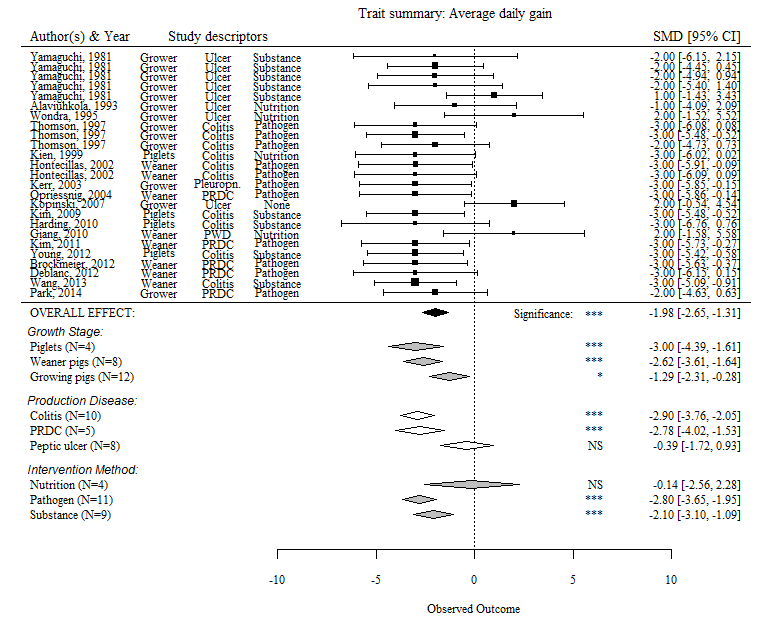 Trait summary: Average daily gain
Author(s) & Year Study descriptors SMD [95% CI]
Yamaguchi, 1981 Grower Ulcer Substance -2.00 [-6.15, 2.15]
Yamaguchi, 1981 Grower Ulcer Substance -2.00 [-4.45, 0.45]
Yamaguchi, 1981 Grower Ulcer Substance -2.00 [-4.94, 0.94]
Yamaguchi, 1981 Grower Ulcer Substance -2.00 [-5.40, 1.40]
Yamaguchi, 1981 Grower Ulcer Substance 1.00 [-1.43, 3.43]
Alaviuhkola, 1993 Grower Ulcer Nutrition -1.00 [-4.09, 2.09]
Wondra, 1995 Grower Ulcer Nutrition 2.00 [-1.52, 5.52]
Thomson, 1997 Grower Colitis Pathogen -3.00 [-6.08, 0.08]
Thomson, 1997 Grower Colitis Pathogen -3.00 [-5.48, -0.52]
Thomson, 1997 Grower Colitis Pathogen -2.00 [-4.73, 0.73]
Kien, 1999 Piglets Colitis Nutrition -3.00 [-6.02, 0.02]
Hontecillas, 2002 Weaner Colitis Pathogen -3.00 [-5.91, -0.09]
Hontecillas, 2002 Weaner Colitis Pathogen -3.00 [-6.09, 0.09]
Kerr, 2003 Grower Pleuropn. Pathogen -3.00 [-5.85, -0.15]
Opriessnig, 2004 Weaner PRDC Pathogen -3.00 [-5.86, -0.14]
Kopinski, 2007 Grower Ulcer None 2.00 [-0.54, 4.54]
Kim, 2009 Piglets Colitis Substance -3.00 [-5.48, -0.52]
Harding, 2010 Piglets Colitis Substance -3.00 [-6.76, 0.76]
Giang, 2010 Weaner PWD Nutrition 2.00 [-1.58, 5.58]
Kim, 2011 Weaner PRDC Pathogen -3.00 [-5.73, -0.27]
Young, 2012 Piglets Colitis Substance -3.00 [-5.42, -0.58]
Brockmeier, 2012 Weaner PRDC Pathogen -3.00 [-5.63, -0.37]
Deblanc, 2012 Weaner PRDC Pathogen -3.00 [-6.15, 0.15]
Wang, 2013 Weaner Colitis Substance -3.00 [-5.09, -0.91]
Park, 2014 Grower PRDC Pathogen -2.00 [-4.63, 0.63]
OVERALL EFFECT: Significance: *** -1.98 [-2.65, -1.31]
Growth Stage:
Piglets (N=4) *** -3.00 [-4.39, -1.61]
Weaner pigs (N=8) *** -2.62 [-3.61, -1.64]
Growing pigs (N=12) * -1.29 [-2.31, -0.28]
Production Disease:
Colitis (N=10) *** -2.90 [-3.76, -2.05]
PRDC (N=5) *** -2.78 [-4.02, -1.53]
Peptic ulcer (N=8) NS -0.39 [-1.72, 0.93]
Intervention Method:
Nutrition (N=4) NS -0.14 [-2.56, 2.28]
Pathogen (N=11) *** -2.80 [-3.65, -1.95]
Substance (N=9) *** -2.10 [-3.10, -1.09]
-10 -5 0 5 10
Observed Outcome